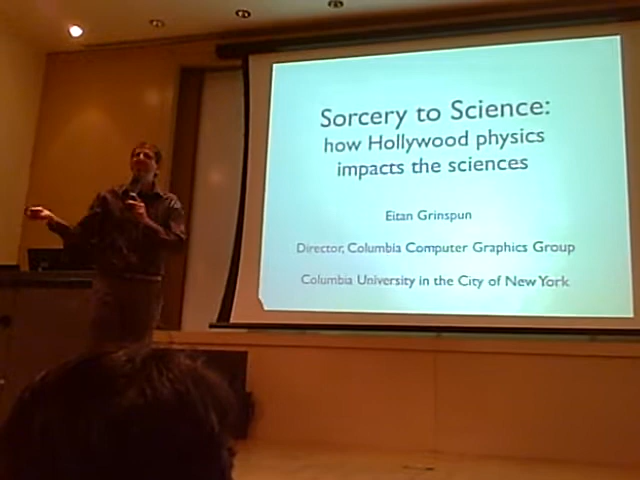 Sorcery to Science:
how Hollywood physics
impacts the sciences
Eitan Grinspun
Director, Columbia Computer Graphics Group
Columbia University in the City of New York